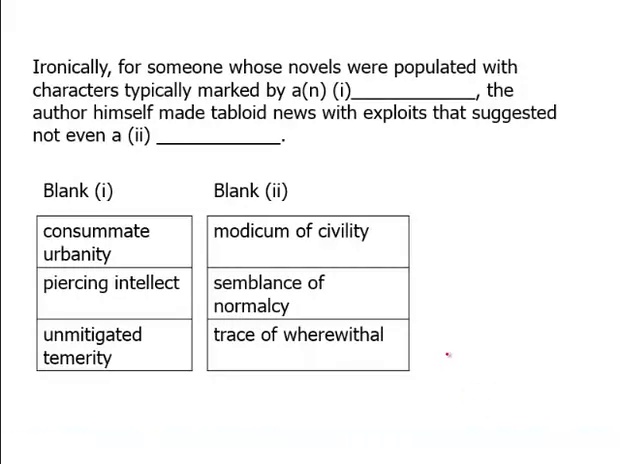 Ironically, for someone whose novels were populated with
characters typically marked by a(n) (i)_____________, the
author himself made tabloid news with exploits that suggested
not even a (ii) _____________.
Blank (i) Blank (ii)
consummate
urbanity
modicum of civility
piercing intellect
semblance of
normalcy
unmitigated
temerity
trace of wherewithal